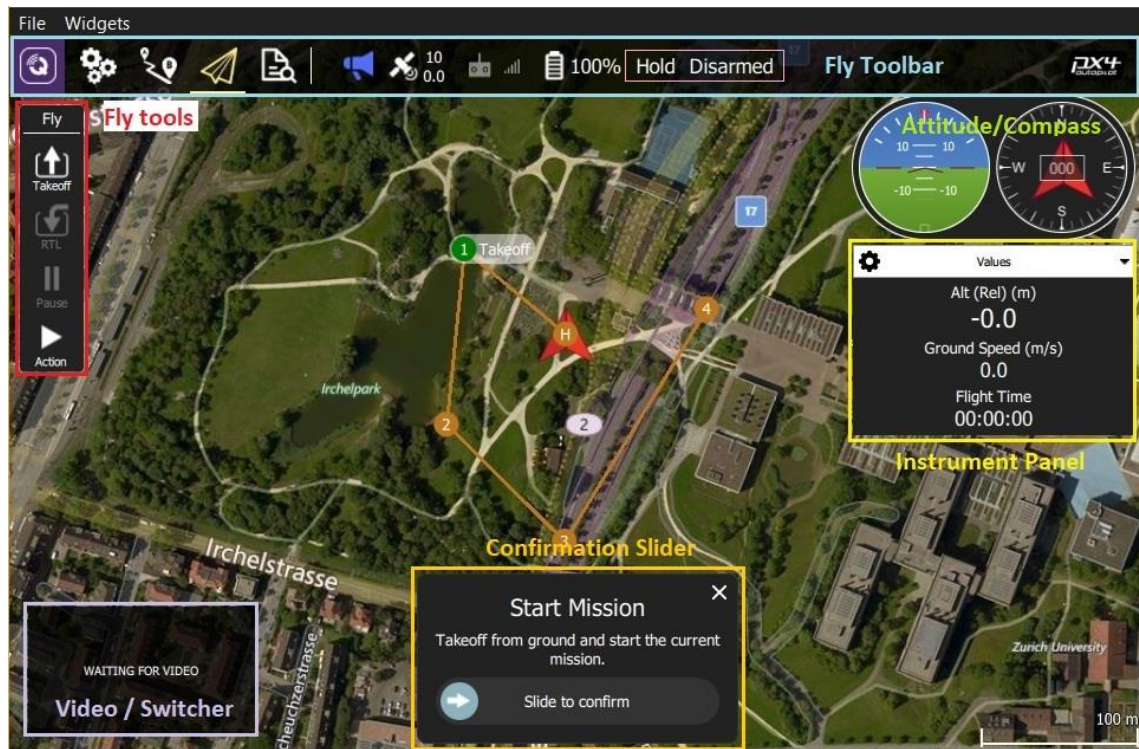 File Widgets
10
0.0
100% Hold Disarmed Fly Toolbar
px4
autopilot
17
Fly
Fly tools
Takeoff
RTL
Pause
Action
Attitude/Compass
10 10
-10 -10
W 000 E
S
17
1 Takeoff
Values
Alt (Rel) (m)
-0.0
Ground Speed (m/s)
0.0
Flight Time
00:00:00
Instrument Panel
H
4
Irchelpark
2
2
3
Confirmation Slider
Irchelstrasse
Start Mission
Takeoff from ground and start the current
mission.
Slide to confirm
WAITING FOR VIDEO
Video / Switcher
Zurich University
100 m